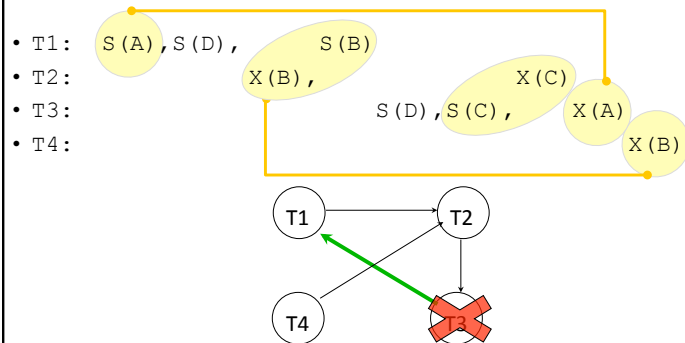 • T1: S(A),S(D), S(B)
• T2: X(B), X(C)
• T3: S(D),S(C), X(A)
• T4: X(B)
T1 T2
T4 T3